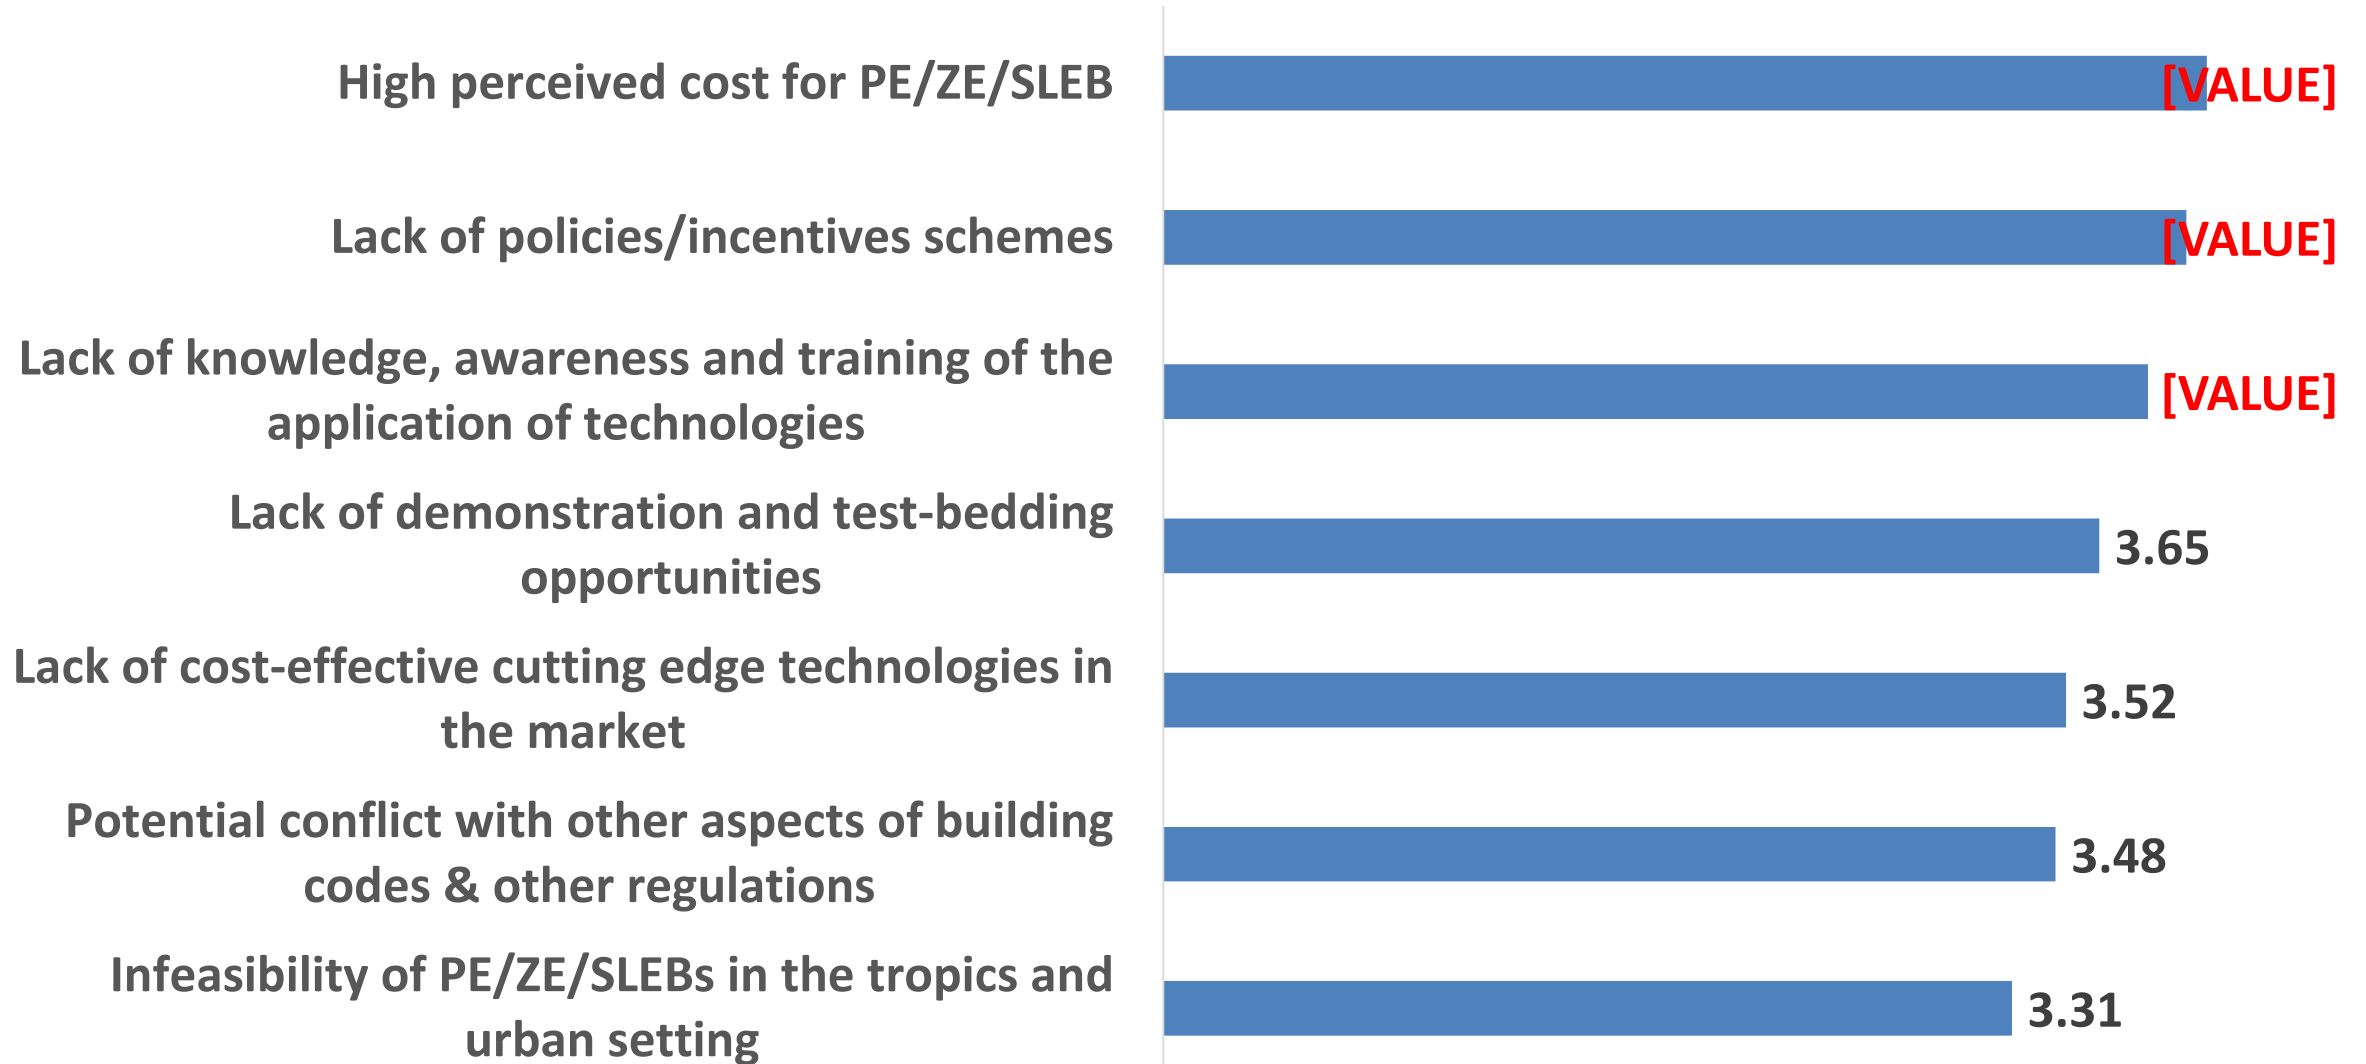 High perceived cost for PE/ZE/SLEB
[VALUE]
Lack of policies/incentives schemes
[VALUE]
Lack of knowledge, awareness and training of the
application of technologies
[VALUE]
Lack of demonstration and test-bedding
opportunities
3.65
Lack of cost-effective cutting edge technologies in
the market
3.52
Potential conflict with other aspects of building
codes & other regulations
3.48
Infeasibility of PE/ZE/SLEBs in the tropics and
urban setting
3.31